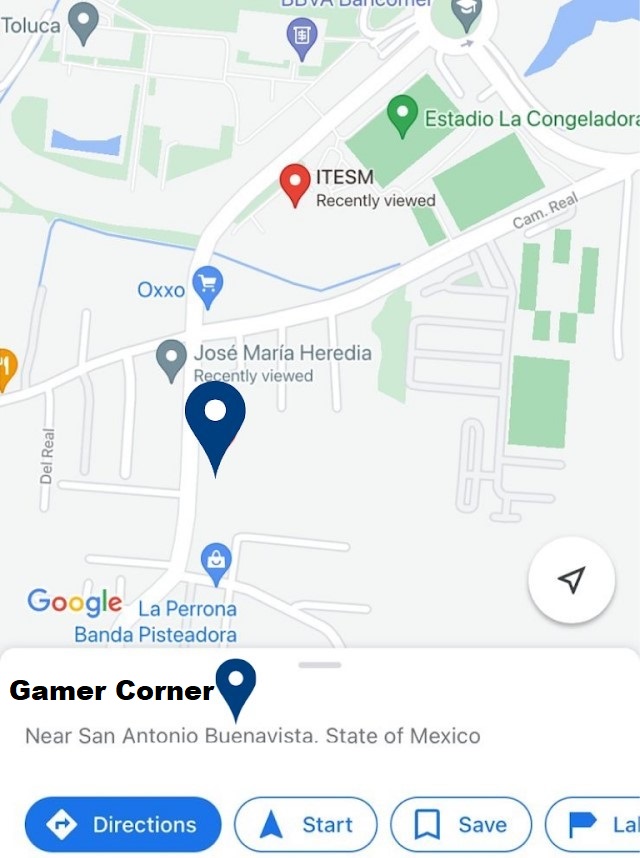 BBVA Bancomer
Toluca
Estadio La Congeladora
ITESM
Recently viewed
Cam. Real
Oxxo
José María Heredia
Recently viewed
Del Real
Google
La Perrona
Banda Pisteadora
Gamer Corner
Near San Antonio Buenavista. State of Mexico
Directions
Start
Save
Lal